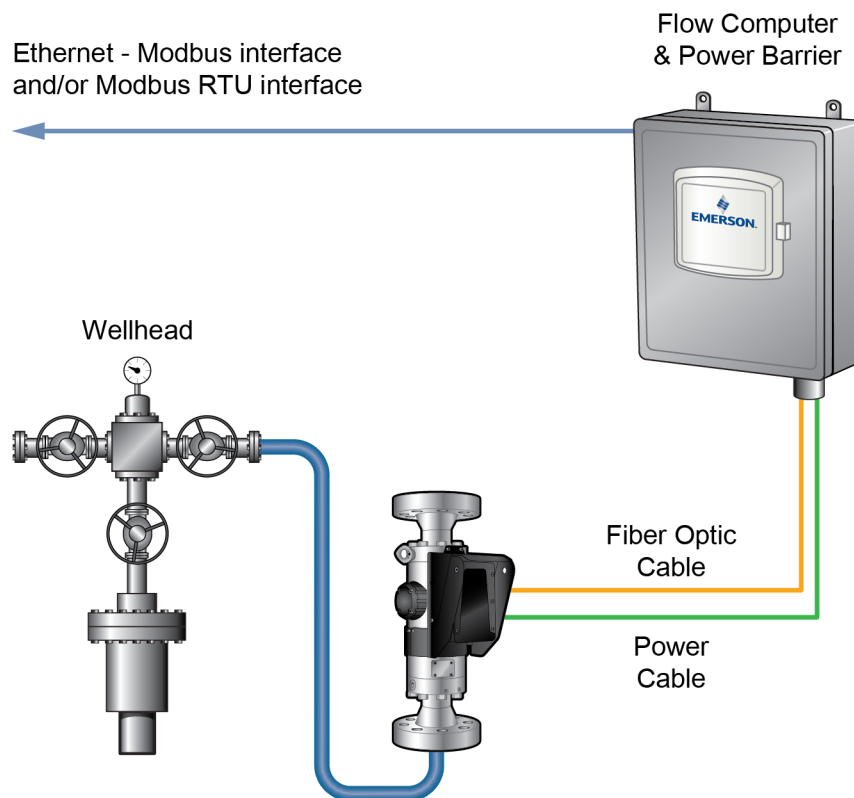 Flow Computer
& Power Barrier
Ethernet - Modbus interface
and/or Modbus RTU interface
EMERSON
Wellhead
Fiber Optic
Cable
Power
Cable